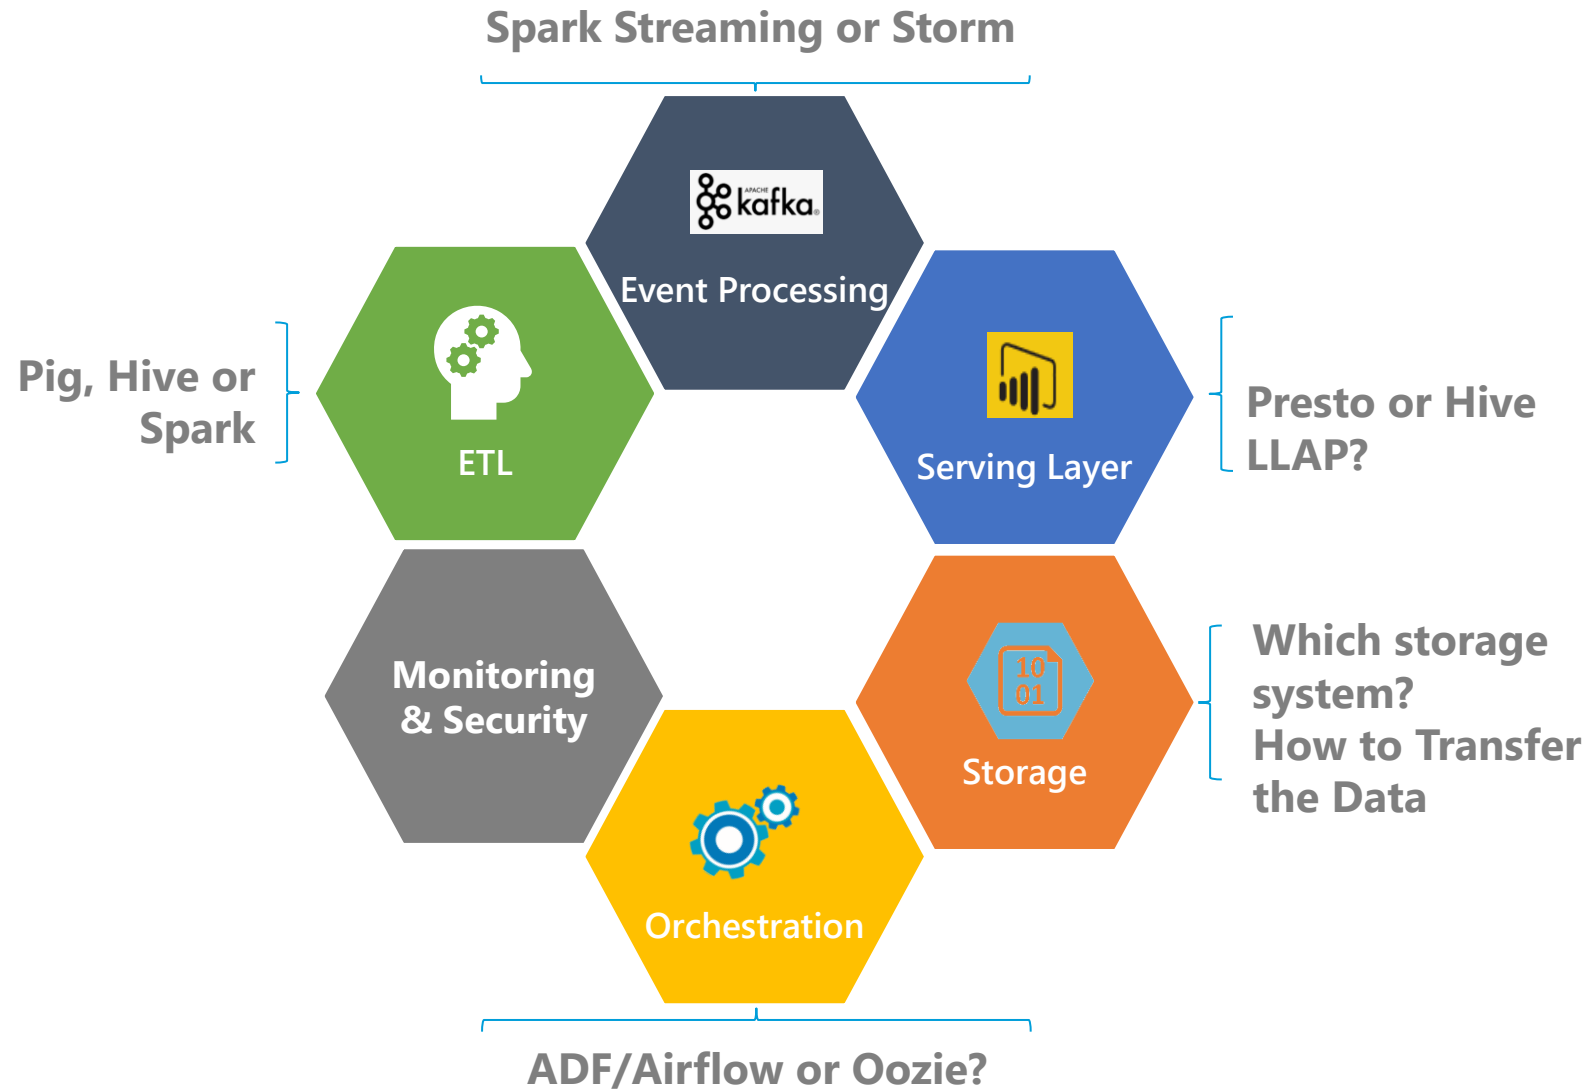 Spark Streaming or Storm
APACHE
kafka®
Event Processing
Pig, Hive or
Spark
ETL
Serving Layer
Presto or Hive
LLAP?
Monitoring
& Security
10
01
Storage
Which storage
system?
How to Transfer
the Data
Orchestration
ADF/Airflow or Oozie?